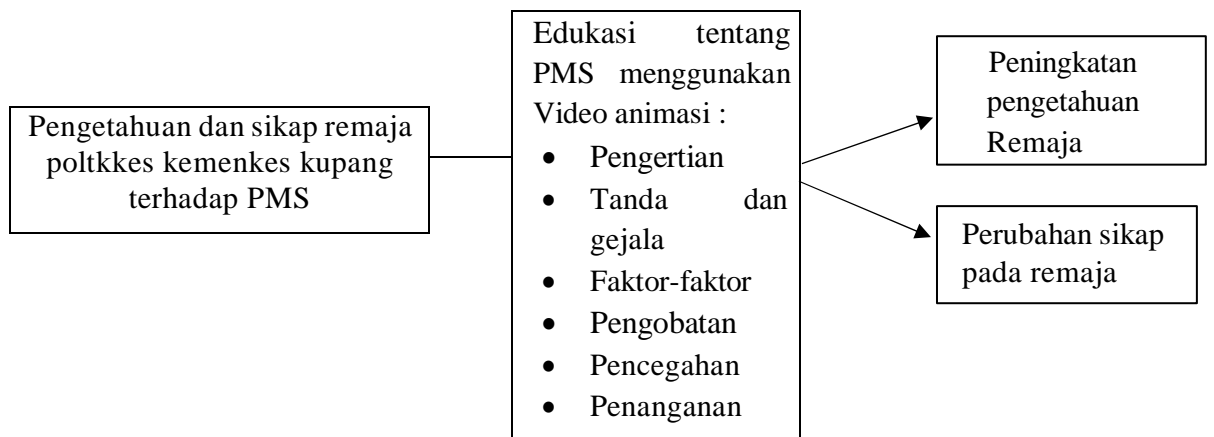 Pengetahuan dan sikap remaja
poltkkes kemenkes kupang
terhadap PMS
Edukasi tentang
PMS menggunakan
Video animasi :
• Pengertian
• Tanda dan
gejala
• Faktor-faktor
• Pengobatan
• Pencegahan
• Penanganan
Peningkatan
pengetahuan
Remaja
Perubahan sikap
pada remaja